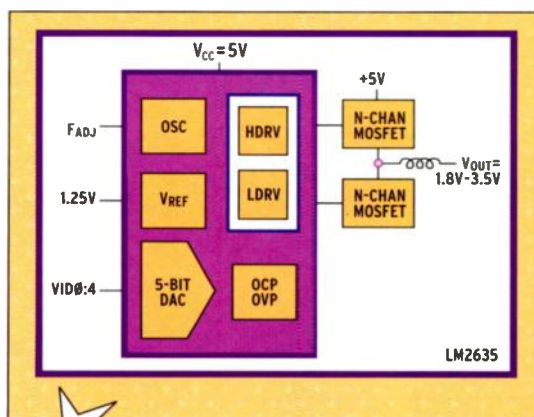 VCC = 5V
FADJ
OSC
HDRV
+5V
N-CHAN
MOSFET
1.25V
VREF
LDRV
VOUT=
1.8V-3.5V
N-CHAN
MOSFET
VIDØ:4
5-BIT
DAC
OCP
OVP
LM2635